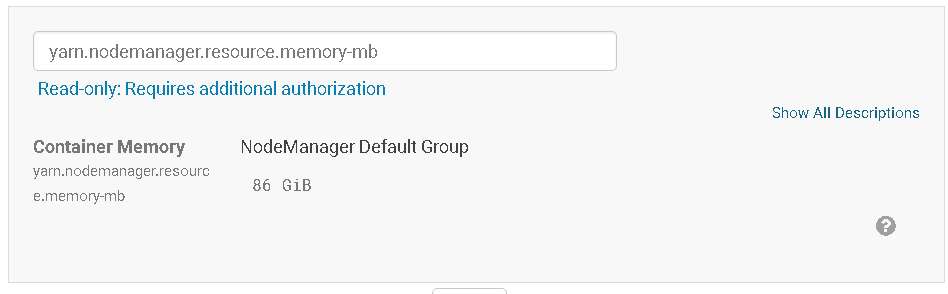 yarn.nodemanager.resource.memory-mb
Read-only: Requires additional authorization
Show All Descriptions
Container Memory
NodeManager Default Group
yarn.nodemanager.resourc
e.memory-mb
86 GiB
?